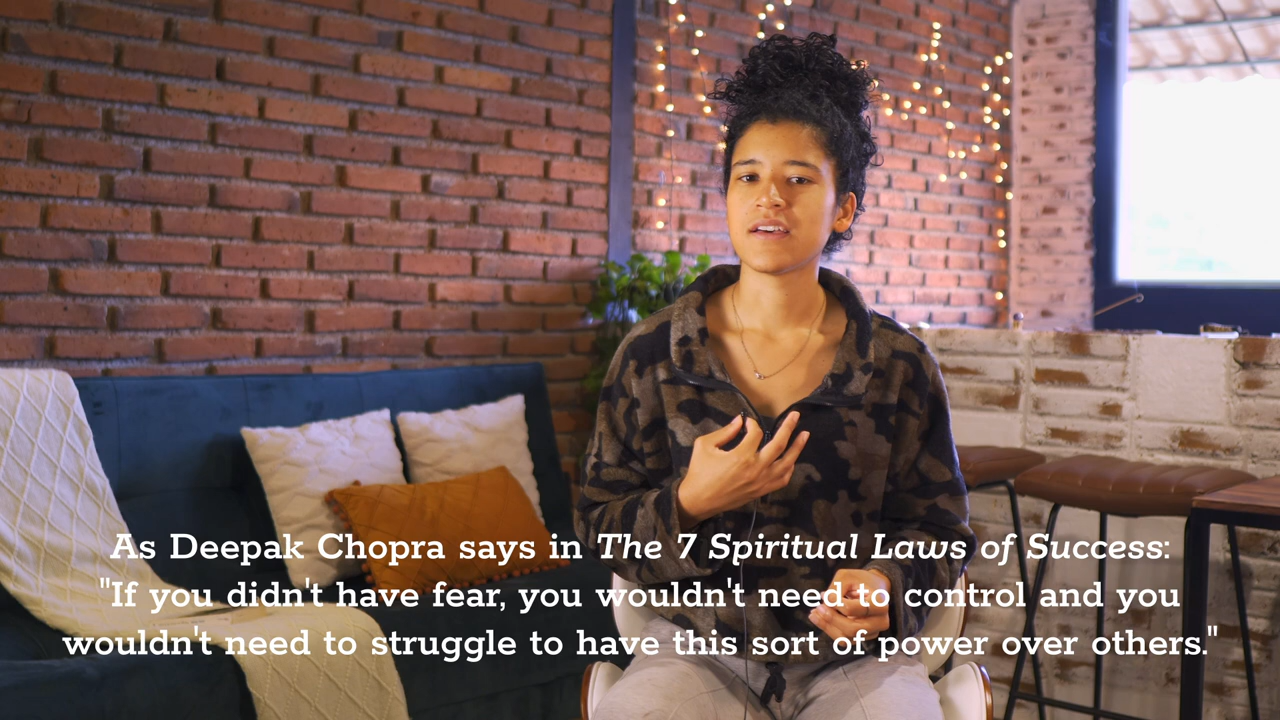 As Deepak Chopra says in The 7 Spiritual Laws of Success:
"If you didn't have fear, you wouldn't need to control and you
wouldn't need to struggle to have this sort of power over others."